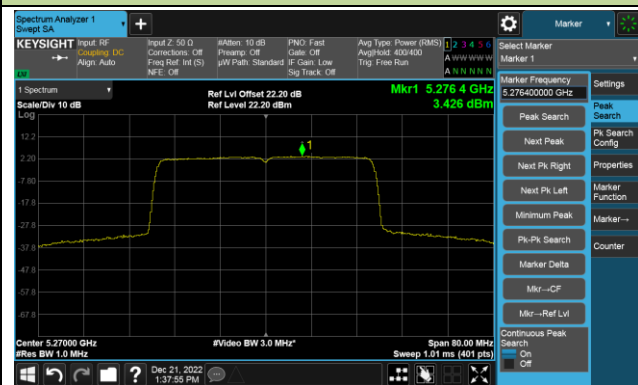 Spectrum Analyzer 1
Swept SA
+
Marker
KEYSIGHT
Input: RF
Coupling: DC
Align: Auto
Input Z: 50 Ω
Corrections: Off
Freq Ref: Int (S)
NFE: Off
#Atten: 10 dB
Preamp: Off
µW Path: Standard
PNO: Fast
Gate: Off
IF Gain: Low
Sig Track: Off
Avg Type: Power (RMS)
Avg|Hold: 400/400
Trig: Free Run
1 2 3 4 5 6
A W W W W W
A N N N N N
Select Marker
Marker 1
LXI
1 Spectrum
Scale/Div 10 dB
Log
Ref Lvl Offset 22.20 dB
Ref Level 22.20 dBm
Mkr1 5.276 4 GHz
3.426 dBm
12.2
2.20
-7.80
-17.8
-27.8
-37.8
-47.8
-57.8
-67.8
1
Center 5.27000 GHz
#Res BW 1.0 MHz
#Video BW 3.0 MHz*
Span 80.00 MHz
Sweep 1.01 ms (401 pts)
Marker Frequency
5.276400000 GHz
Peak Search
Next Peak
Next Pk Right
Next Pk Left
Minimum Peak
Pk-Pk Search
Marker Delta
Mkr→CF
Mkr→Ref Lvl
Continuous Peak
Search
On
Off
Settings
Peak
Search
Pk Search
Config
Properties
Marker
Function
Marker→
Counter
?
Dec 21, 2022
1:37:55 PM